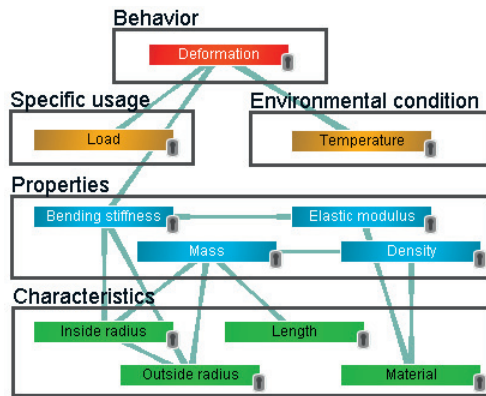 Behavior
Deformation
Specific usage
Environmental condition
Load
Temperature
Properties
Bending stiffness
Elastic modulus
Mass
Density
Characteristics
Inside radius
Length
Outside radius
Material